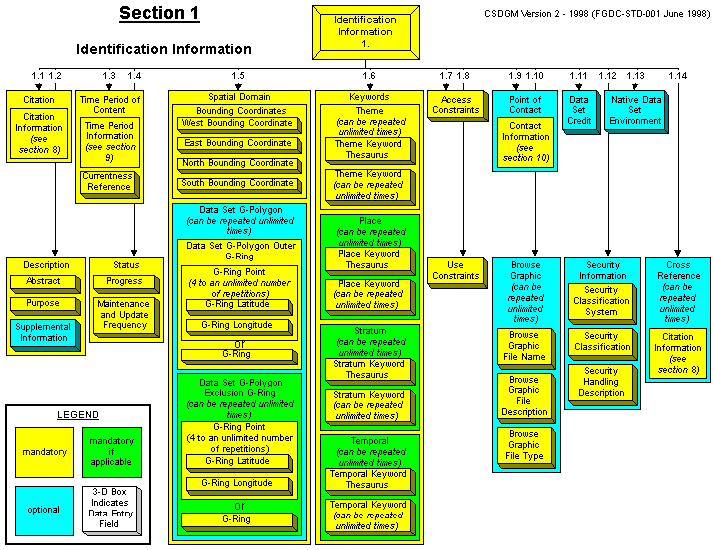 Section 1
CSDGM Version 2 - 1998 (FGDC-STD-001 June 1998)
Identification Information
Identification
Information
1.
1.1 1.2 1.3 1.4 1.5 1.6 1.7 1.8 1.9 1.10 1.11 1.12 1.13 1.14
Citation
Citation
Information
(see
section 8)
Time Period of
Content
Time Period
Information
(see section
9)
Currentness
Reference
Description
Abstract
Purpose
Supplemental
Information
Status
Progress
Maintenance
and Update
Frequency
Spatial Domain
Bounding Coordinates
West Bounding Coordinate
East Bounding Coordinate
North Bounding Coordinate
South Bounding Coordinate
Data Set G-Polygon
(can be repeated unlimited
times)
Data Set G-Polygon Outer
G-Ring
G-Ring Point
(4 to an unlimited number
of repetitions)
G-Ring Latitude
G-Ring Longitude
or
G-Ring
Data Set G-Polygon
Exclusion G-Ring
(can be repeated unlimited
times)
G-Ring Point
(4 to an unlimited number
of repetitions)
G-Ring Latitude
G-Ring Longitude
or
G-Ring
Keywords
Theme
(can be repeated
unlimited times)
Theme Keyword
Thesaurus
Theme Keyword
(can be repeated
unlimited times)
Place
(can be repeated
unlimited times)
Place Keyword
Thesaurus
Place Keyword
(can be repeated
unlimited times)
Stratum
(can be repeated
unlimited times)
Stratum Keyword
Thesaurus
Stratum Keyword
(can be repeated
unlimited times)
Temporal
(can be repeated
unlimited times)
Temporal Keyword
Thesaurus
Temporal Keyword
(can be repeated
unlimited times)
Access
Constraints
Use
Constraints
Point of
Contact
Contact
Information
(see
section 10)
Browse
Graphic
(can be
repeated
unlimited
times)
Browse
Graphic
File Name
Browse
Graphic
File
Description
Browse
Graphic
File Type
Data
Set
Credit
Native Data Set
Environment
Security
Information
Security
Classification
System
Security
Classification
Security
Handling
Description
Cross
Reference
(can be
repeated
unlimited
times)
Citation
Information
(see
section 8)
LEGEND
mandatory
mandatory
if
applicable
optional
3-D Box
Indicates
Data Entry
Field